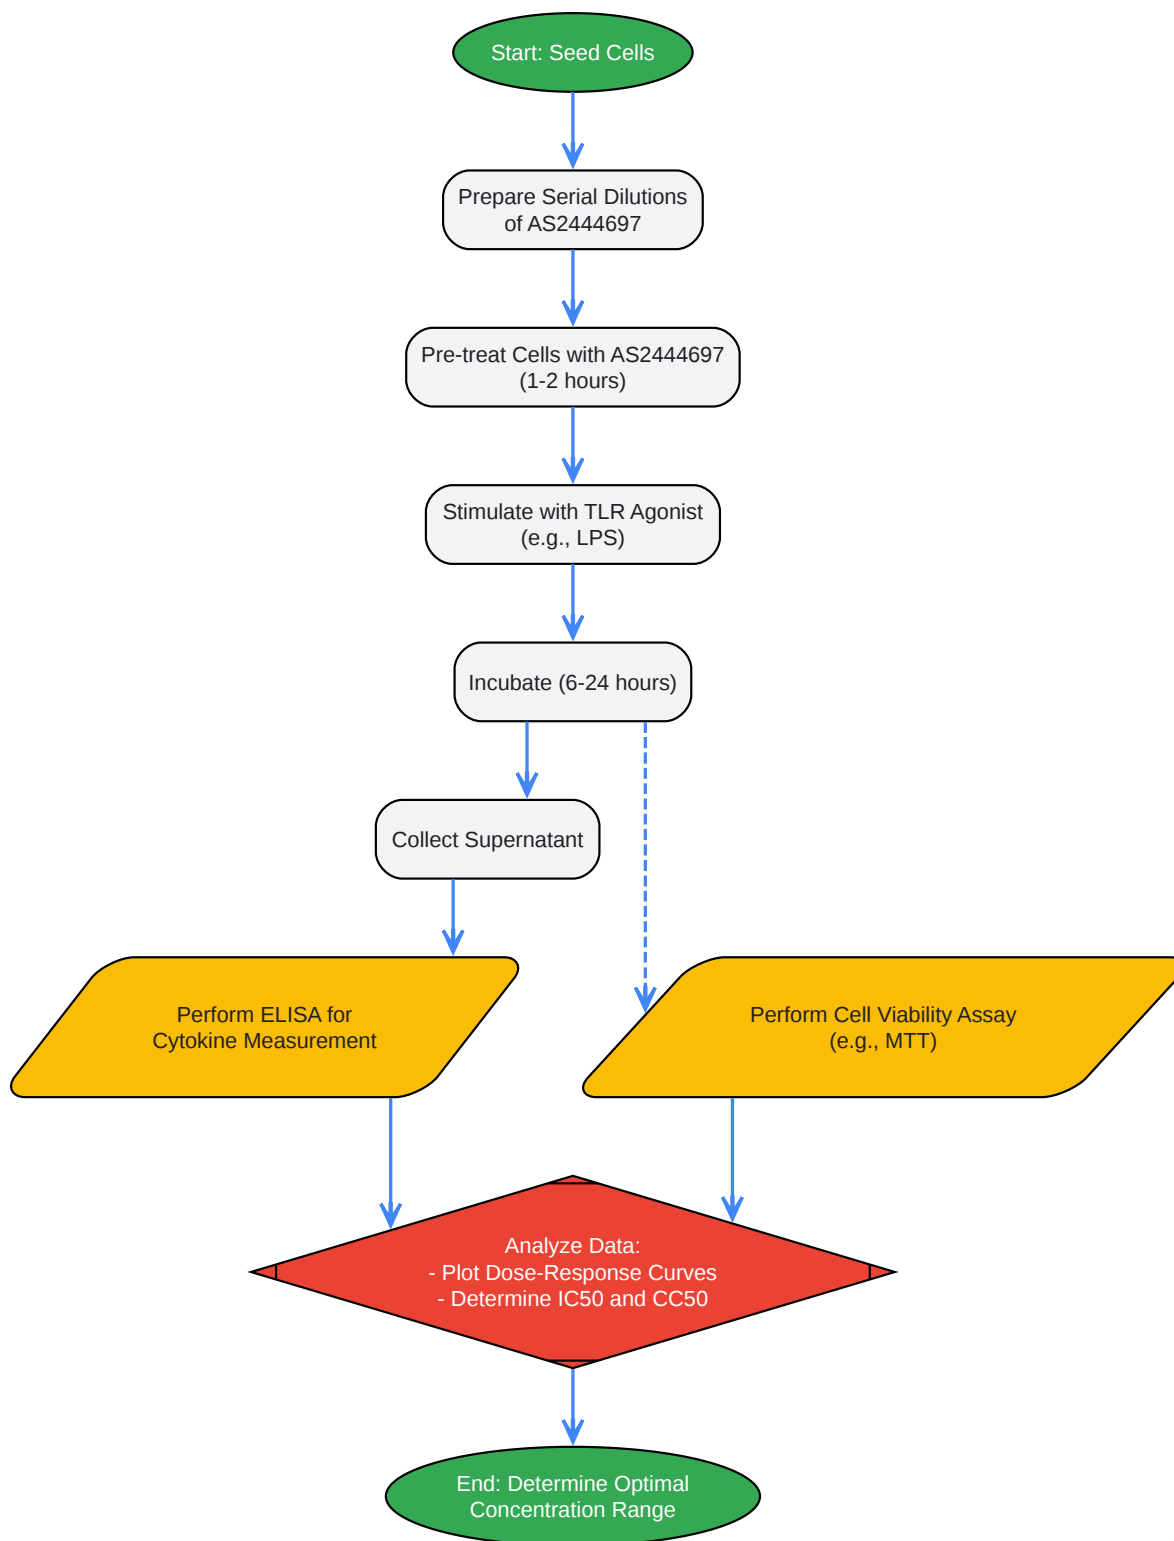 Start: Seed Cells
Prepare Serial Dilutions
of AS2444697
Pre-treat Cells with AS2444697
(1-2 hours)
Stimulate with TLR Agonist
(e.g., LPS)
Incubate (6-24 hours)
Collect Supernatant
Perform ELISA for
Cytokine Measurement
Perform Cell Viability Assay
(e.g., MTT)
Analyze Data:
- Plot Dose-Response Curves
- Determine IC50 and CC50
End: Determine Optimal
Concentration Range